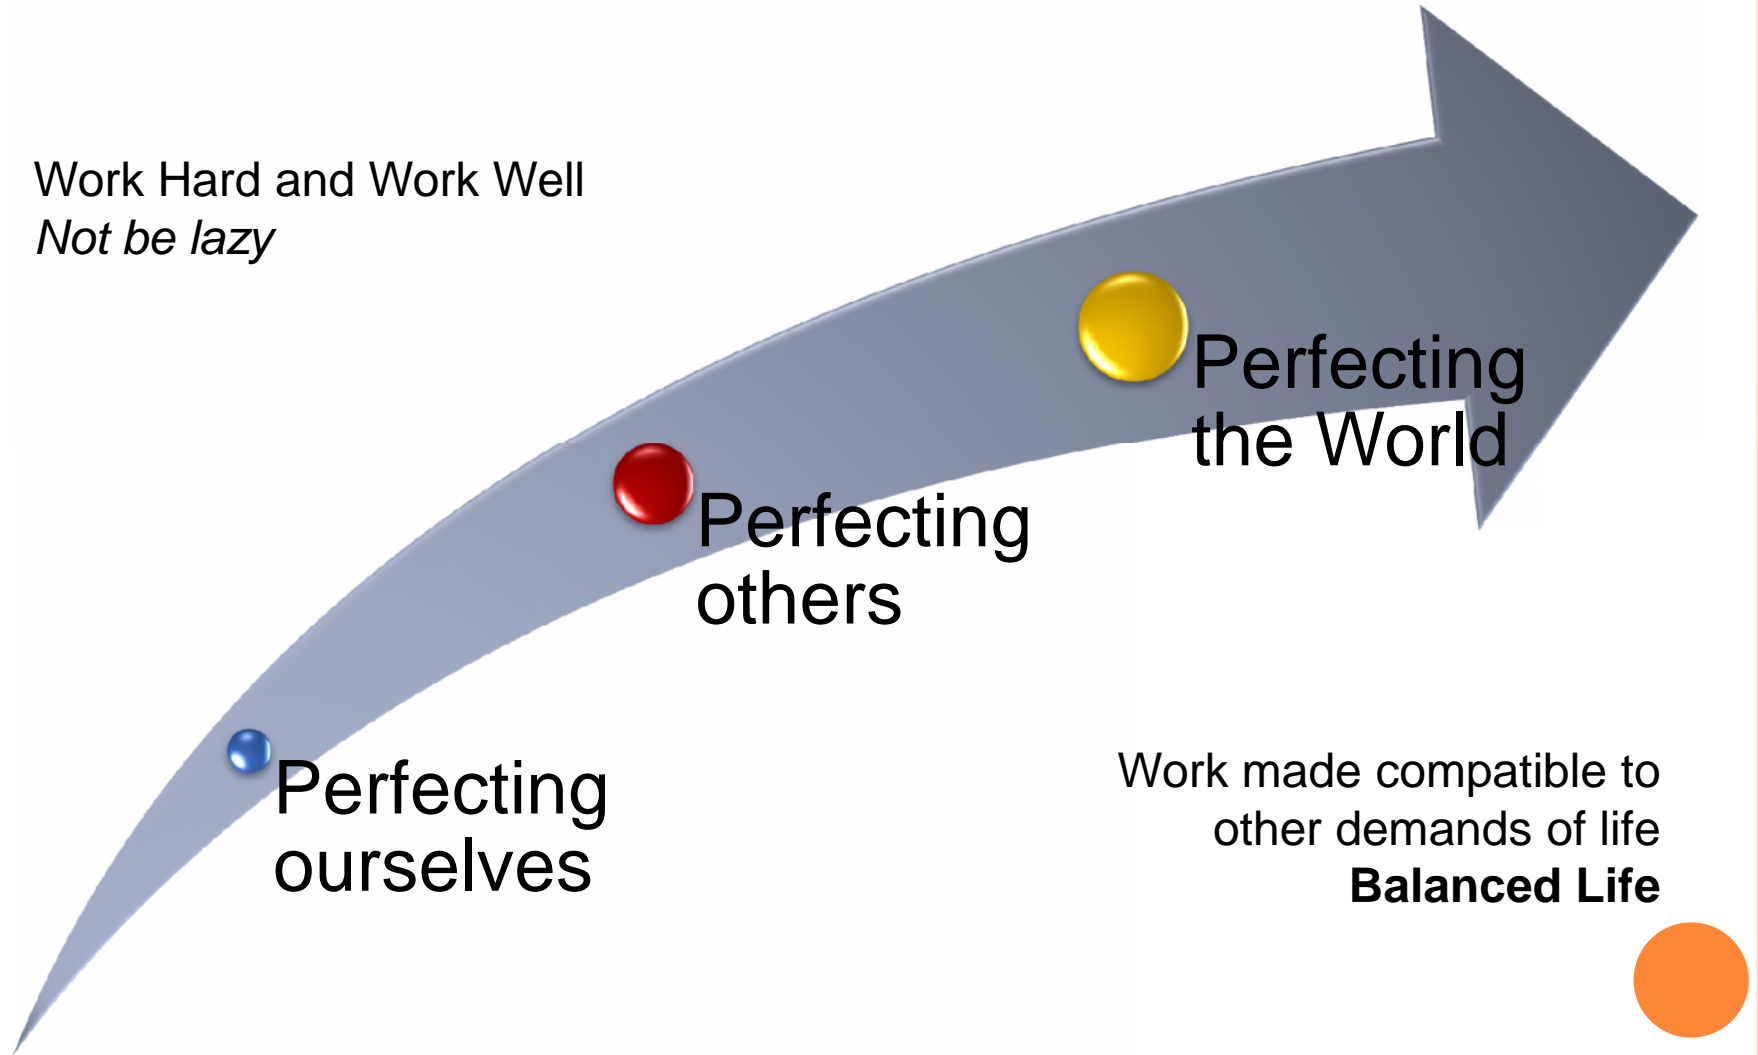 Work Hard and Work Well
Not be lazy
Perfecting
the World
Perfecting
others
Perfecting
ourselves
Work made compatible to
other demands of life
Balanced Life